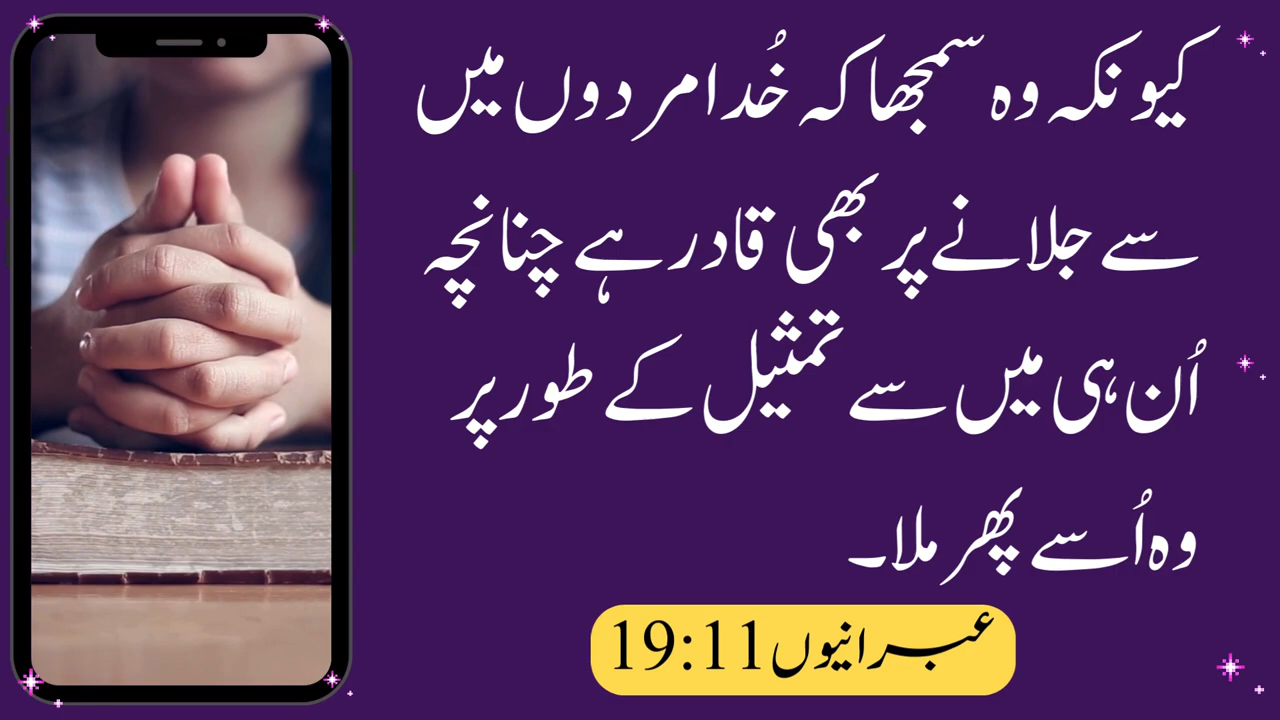 کیونکہ وہ سمجھا کہ خُدا مردوں میں
سے جلانے پر بھی قادر ہے چنانچہ
اُن ہی میں سے تمثیل کے طور پر
وہ اُسے پھر ملا۔
عبرانیوں 19:11